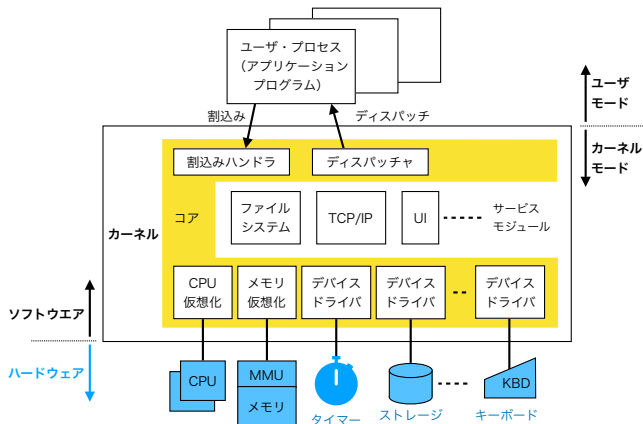 ユーザ・プロセス
（アプリケーション
プログラム）
ユーザ
モード
割込み
ディスパッチ
カーネル
モード
割込みハンドラ
ディスパッチャ
カーネル
コア
ファイル
システム
TCP/IP
UI
サービス
モジュール
CPU
仮想化
メモリ
仮想化
デバイス
ドライバ
デバイス
ドライバ
デバイス
ドライバ
ソフトウエア
ハードウェア
CPU
MMU
メモリ
タイマー
ストレージ
KBD
キーボード